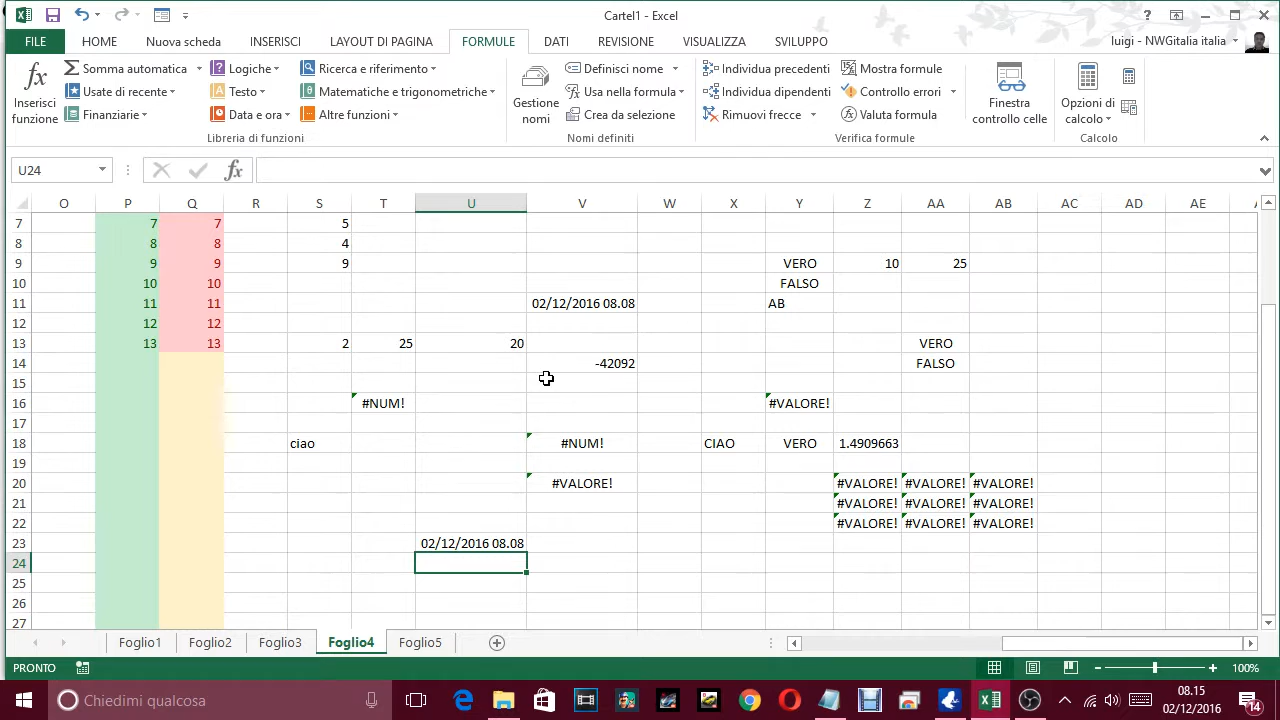 Cartel1 - Excel
FILE HOME Nuova scheda INSERISCI LAYOUT DI PAGINA FORMULE DATI REVISIONE VISUALIZZA SVILUPPO luigi - NWGitalia italia
Somma automatica Logiche Ricerca e riferimento Definisci nome Individua precedenti Mostra formule
Usate di recente Testo Matematiche e trigonometriche Usa nella formula Individua dipendenti Controllo errori
Finanziarie Data e ora Altre funzioni Crea da selezione Rimuovi frecce Valuta formula
Inserisci funzione Gestione nomi Finestra controllo celle Opzioni di calcolo
Libreria di funzioni Nomi definiti Verifica formule Calcolo
U24 fx
O P Q R S T U V W X Y Z AA AB AC AD AE
7 7 7 5
8 8 8 4
9 9 9 9 VERO 10 25
10 10 10 FALSO
11 11 11 02/12/2016 08.08 AB
12 12 12
13 13 13 2 25 20 VERO
14 -42092 FALSO
15
16 #NUM! #VALORE!
17
18 ciao #NUM! CIAO VERO 1.4909663
19
20 #VALORE! #VALORE! #VALORE! #VALORE!
21 #VALORE! #VALORE! #VALORE!
22 #VALORE! #VALORE! #VALORE!
23 02/12/2016 08.08
24
25
26
27
Foglio1 Foglio2 Foglio3 Foglio4 Foglio5
PRONTO 100%
Chiedimi qualcosa 08.15
02/12/2016 14